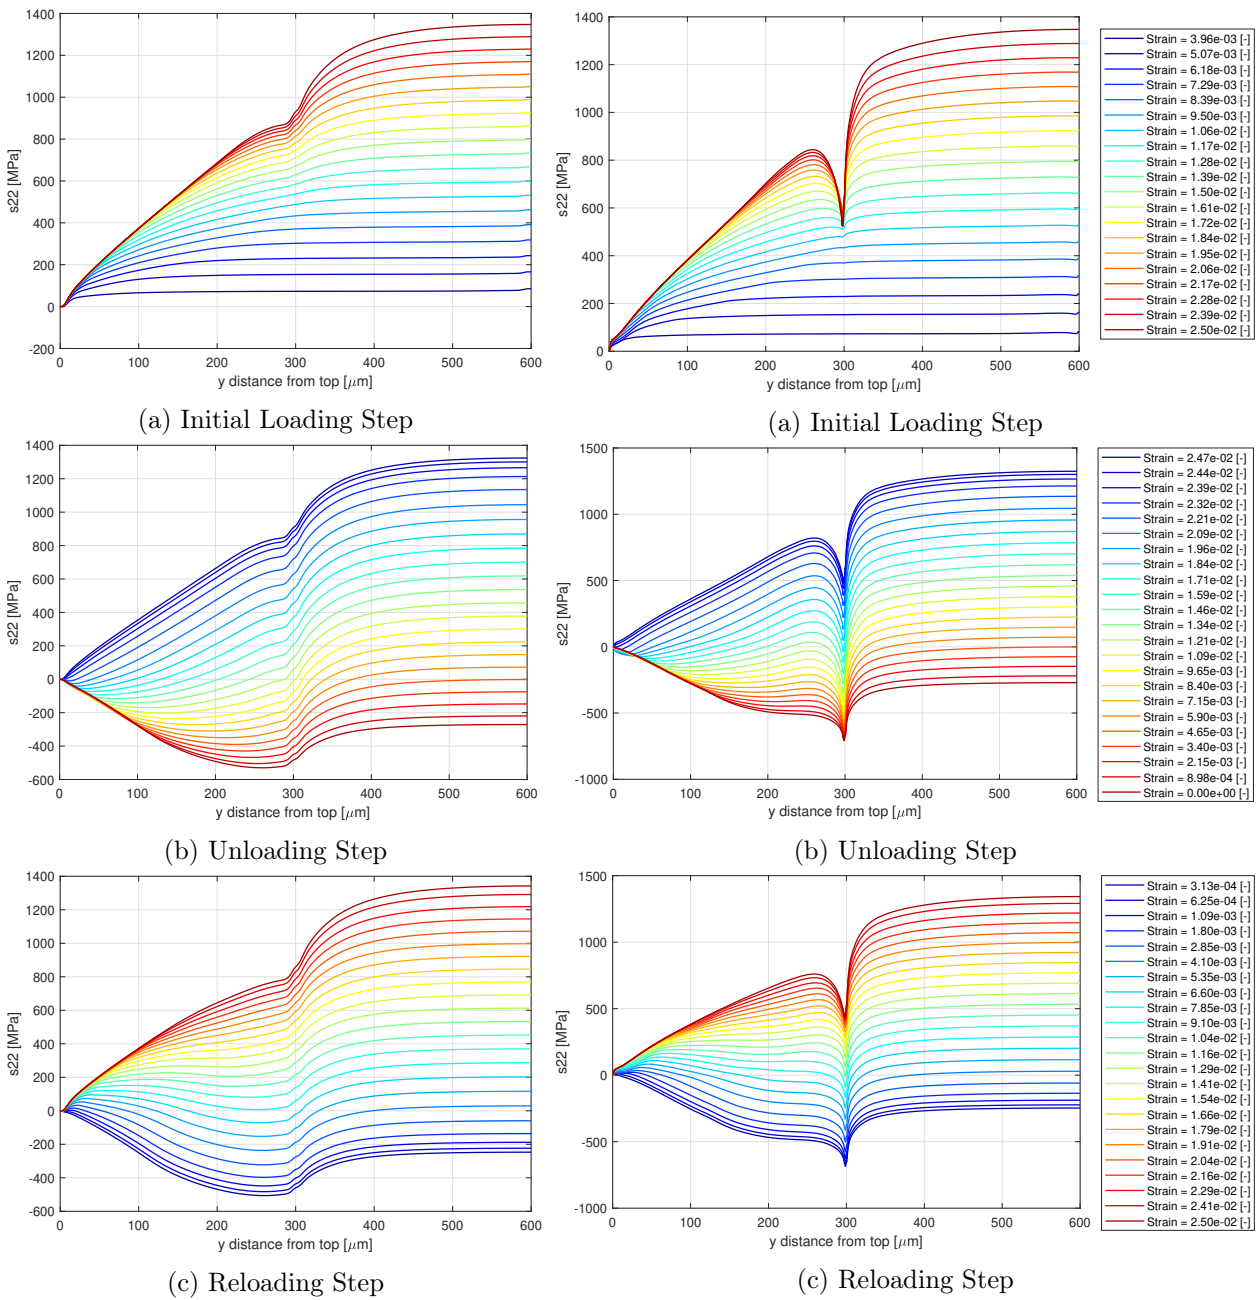 1400
1200
1000
800
600
400
200
0
-200
s22 [MPa]
0 100 200 300 400 500 600
y distance from top [μm]
(a) Initial Loading Step
1400
1200
1000
800
600
400
200
0
s22 [MPa]
0 100 200 300 400 500 600
y distance from top [μm]
(a) Initial Loading Step
Strain = 3.96e-03 [-]
Strain = 5.07e-03 [-]
Strain = 6.18e-03 [-]
Strain = 7.29e-03 [-]
Strain = 8.39e-03 [-]
Strain = 9.50e-03 [-]
Strain = 1.06e-02 [-]
Strain = 1.17e-02 [-]
Strain = 1.28e-02 [-]
Strain = 1.39e-02 [-]
Strain = 1.50e-02 [-]
Strain = 1.61e-02 [-]
Strain = 1.72e-02 [-]
Strain = 1.84e-02 [-]
Strain = 1.95e-02 [-]
Strain = 2.06e-02 [-]
Strain = 2.17e-02 [-]
Strain = 2.28e-02 [-]
Strain = 2.39e-02 [-]
Strain = 2.50e-02 [-]
1400
1200
1000
800
600
400
200
0
-200
-400
-600
s22 [MPa]
0 100 200 300 400 500 600
y distance from top [μm]
(b) Unloading Step
1500
1000
500
0
-500
-1000
s22 [MPa]
0 100 200 300 400 500 600
y distance from top [μm]
(b) Unloading Step
Strain = 2.47e-02 [-]
Strain = 2.44e-02 [-]
Strain = 2.39e-02 [-]
Strain = 2.32e-02 [-]
Strain = 2.21e-02 [-]
Strain = 2.09e-02 [-]
Strain = 1.96e-02 [-]
Strain = 1.84e-02 [-]
Strain = 1.71e-02 [-]
Strain = 1.59e-02 [-]
Strain = 1.46e-02 [-]
Strain = 1.34e-02 [-]
Strain = 1.21e-02 [-]
Strain = 1.09e-02 [-]
Strain = 9.65e-03 [-]
Strain = 8.40e-03 [-]
Strain = 7.15e-03 [-]
Strain = 5.90e-03 [-]
Strain = 4.65e-03 [-]
Strain = 3.40e-03 [-]
Strain = 2.15e-03 [-]
Strain = 8.98e-04 [-]
Strain = 0.00e+00 [-]
1400
1200
1000
800
600
400
200
0
-200
-400
-600
s22 [MPa]
0 100 200 300 400 500 600
y distance from top [μm]
(c) Reloading Step
1500
1000
500
0
-500
-1000
s22 [MPa]
0 100 200 300 400 500 600
y distance from top [μm]
(c) Reloading Step
Strain = 3.13e-04 [-]
Strain = 6.25e-04 [-]
Strain = 1.09e-03 [-]
Strain = 1.80e-03 [-]
Strain = 2.85e-03 [-]
Strain = 4.10e-03 [-]
Strain = 5.35e-03 [-]
Strain = 6.60e-03 [-]
Strain = 7.85e-03 [-]
Strain = 9.10e-03 [-]
Strain = 1.04e-02 [-]
Strain = 1.16e-02 [-]
Strain = 1.29e-02 [-]
Strain = 1.41e-02 [-]
Strain = 1.54e-02 [-]
Strain = 1.66e-02 [-]
Strain = 1.79e-02 [-]
Strain = 1.91e-02 [-]
Strain = 2.04e-02 [-]
Strain = 2.16e-02 [-]
Strain = 2.29e-02 [-]
Strain = 2.41e-02 [-]
Strain = 2.50e-02 [-]